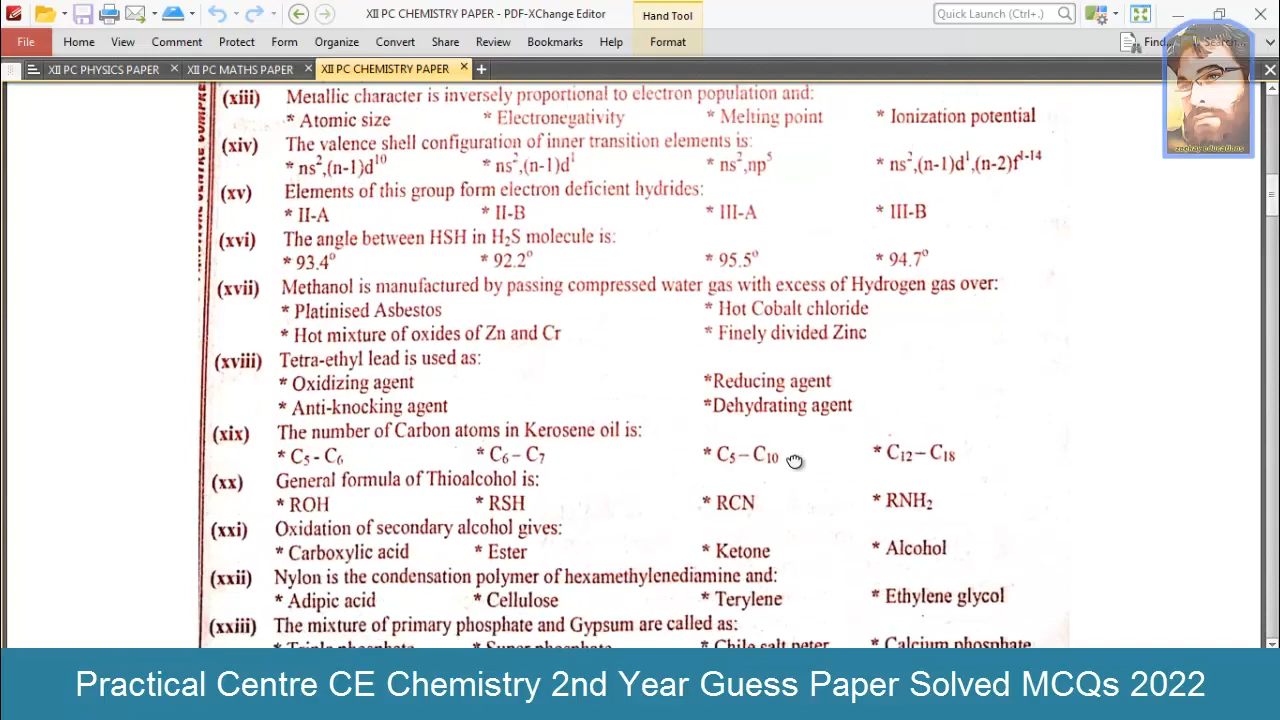 XII PC CHEMISTRY PAPER - PDF-XChange Editor
Hand Tool
Quick Launch (Ctrl+.)
File Home View Comment Protect Form Organize Convert Share Review Bookmarks Help Format Find...
XII PC PHYSICS PAPER XII PC MATHS PAPER XII PC CHEMISTRY PAPER
zeekay educations
(xiii) Metallic character is inversely proportional to electron population and:
* Atomic size * Electronegativity * Melting point * Ionization potential
(xiv) The valence shell configuration of inner transition elements is:
* ns²,(n-1)d¹⁰ * ns²,(n-1)d¹ * ns²,np⁵ * ns²,(n-1)d¹,(n-2)f¹⁻¹⁴
(xv) Elements of this group form electron deficient hydrides:
* II-A * II-B * III-A * III-B
(xvi) The angle between HSH in H₂S molecule is:
* 93.4° * 92.2° * 95.5° * 94.7°
(xvii) Methanol is manufactured by passing compressed water gas with excess of Hydrogen gas over:
* Platinised Asbestos * Hot Cobalt chloride
* Hot mixture of oxides of Zn and Cr * Finely divided Zinc
(xviii) Tetra-ethyl lead is used as:
* Oxidizing agent *Reducing agent
* Anti-knocking agent *Dehydrating agent
(xix) The number of Carbon atoms in Kerosene oil is:
* C₅ - C₆ * C₆ – C₇ * C₅ – C₁₀ * C₁₂ – C₁₈
(xx) General formula of Thioalcohol is:
* ROH * RSH * RCN * RNH₂
(xxi) Oxidation of secondary alcohol gives:
* Carboxylic acid * Ester * Ketone * Alcohol
(xxii) Nylon is the condensation polymer of hexamethylenediamine and:
* Adipic acid * Cellulose * Terylene * Ethylene glycol
(xxiii) The mixture of primary phosphate and Gypsum are called as:
* Triple phosphate * Super phosphate * Chile salt peter * Calcium phosphate
Practical Centre CE Chemistry 2nd Year Guess Paper Solved MCQs 2022